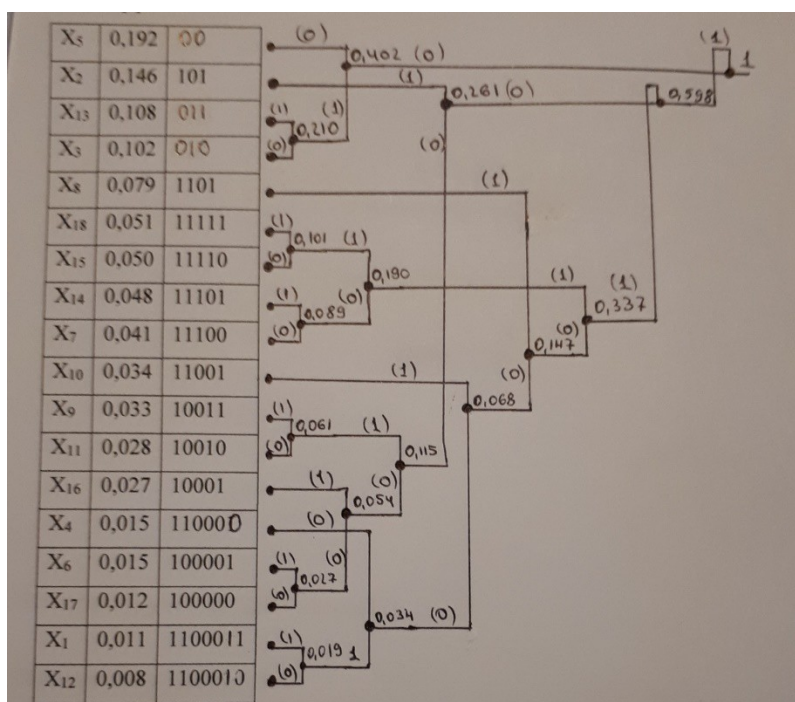 X₅ 0,192 00 (0) 0,402 (0) (1) 1
X₂ 0,146 101 (1) 0,261 (0) 0,598
X₁₃ 0,108 011 (1) (1) 0,210
X₃ 0,102 010 (0) (0)
X₈ 0,079 1101 (1)
X₁₈ 0,051 11111 (1) 0,101 (1)
X₁₅ 0,050 11110 (0) 0,190 (1) (1)
X₁₄ 0,048 11101 (1) 0,089 (0) 0,337
X₇ 0,041 11100 (0) 0,147 (0)
X₁₀ 0,034 11001 (1) (0) 0,068
X₉ 0,033 10011 (1) 0,061 (1)
X₁₁ 0,028 10010 (0) 0,115
X₁₆ 0,027 10001 (1) (0) 0,054
X₄ 0,015 110000 (0)
X₆ 0,015 100001 (1) 0,027 (0)
X₁₇ 0,012 100000 (0) 0,034 (0)
X₁ 0,011 1100011 (1) 0,019 1
X₁₂ 0,008 1100010 (0)